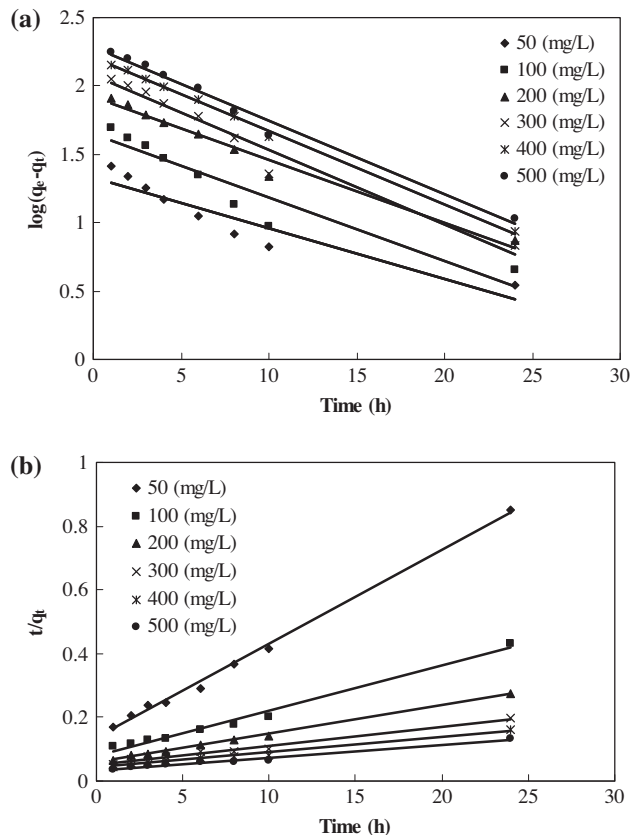 (a)
2.5
2
1.5
1
0.5
0
log(qe-qt)
50 (mg/L)
100 (mg/L)
200 (mg/L)
300 (mg/L)
400 (mg/L)
500 (mg/L)
0 5 10 15 20 25 30
Time (h)
(b)
1
0.8
0.6
0.4
0.2
0
t/qt
50 (mg/L)
100 (mg/L)
200 (mg/L)
300 (mg/L)
400 (mg/L)
500 (mg/L)
0 5 10 15 20 25 30
Time (h)